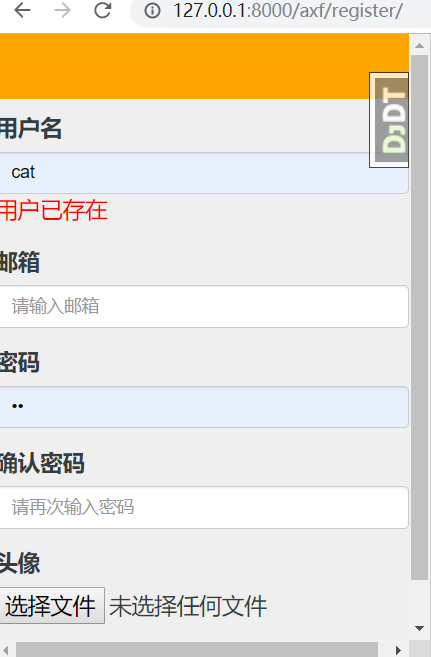 127.0.0.1:8000/axf/register/
DjDT
用户名
cat
用户已存在
邮箱
请输入邮箱
密码
••
确认密码
请再次输入密码
头像
选择文件 未选择任何文件